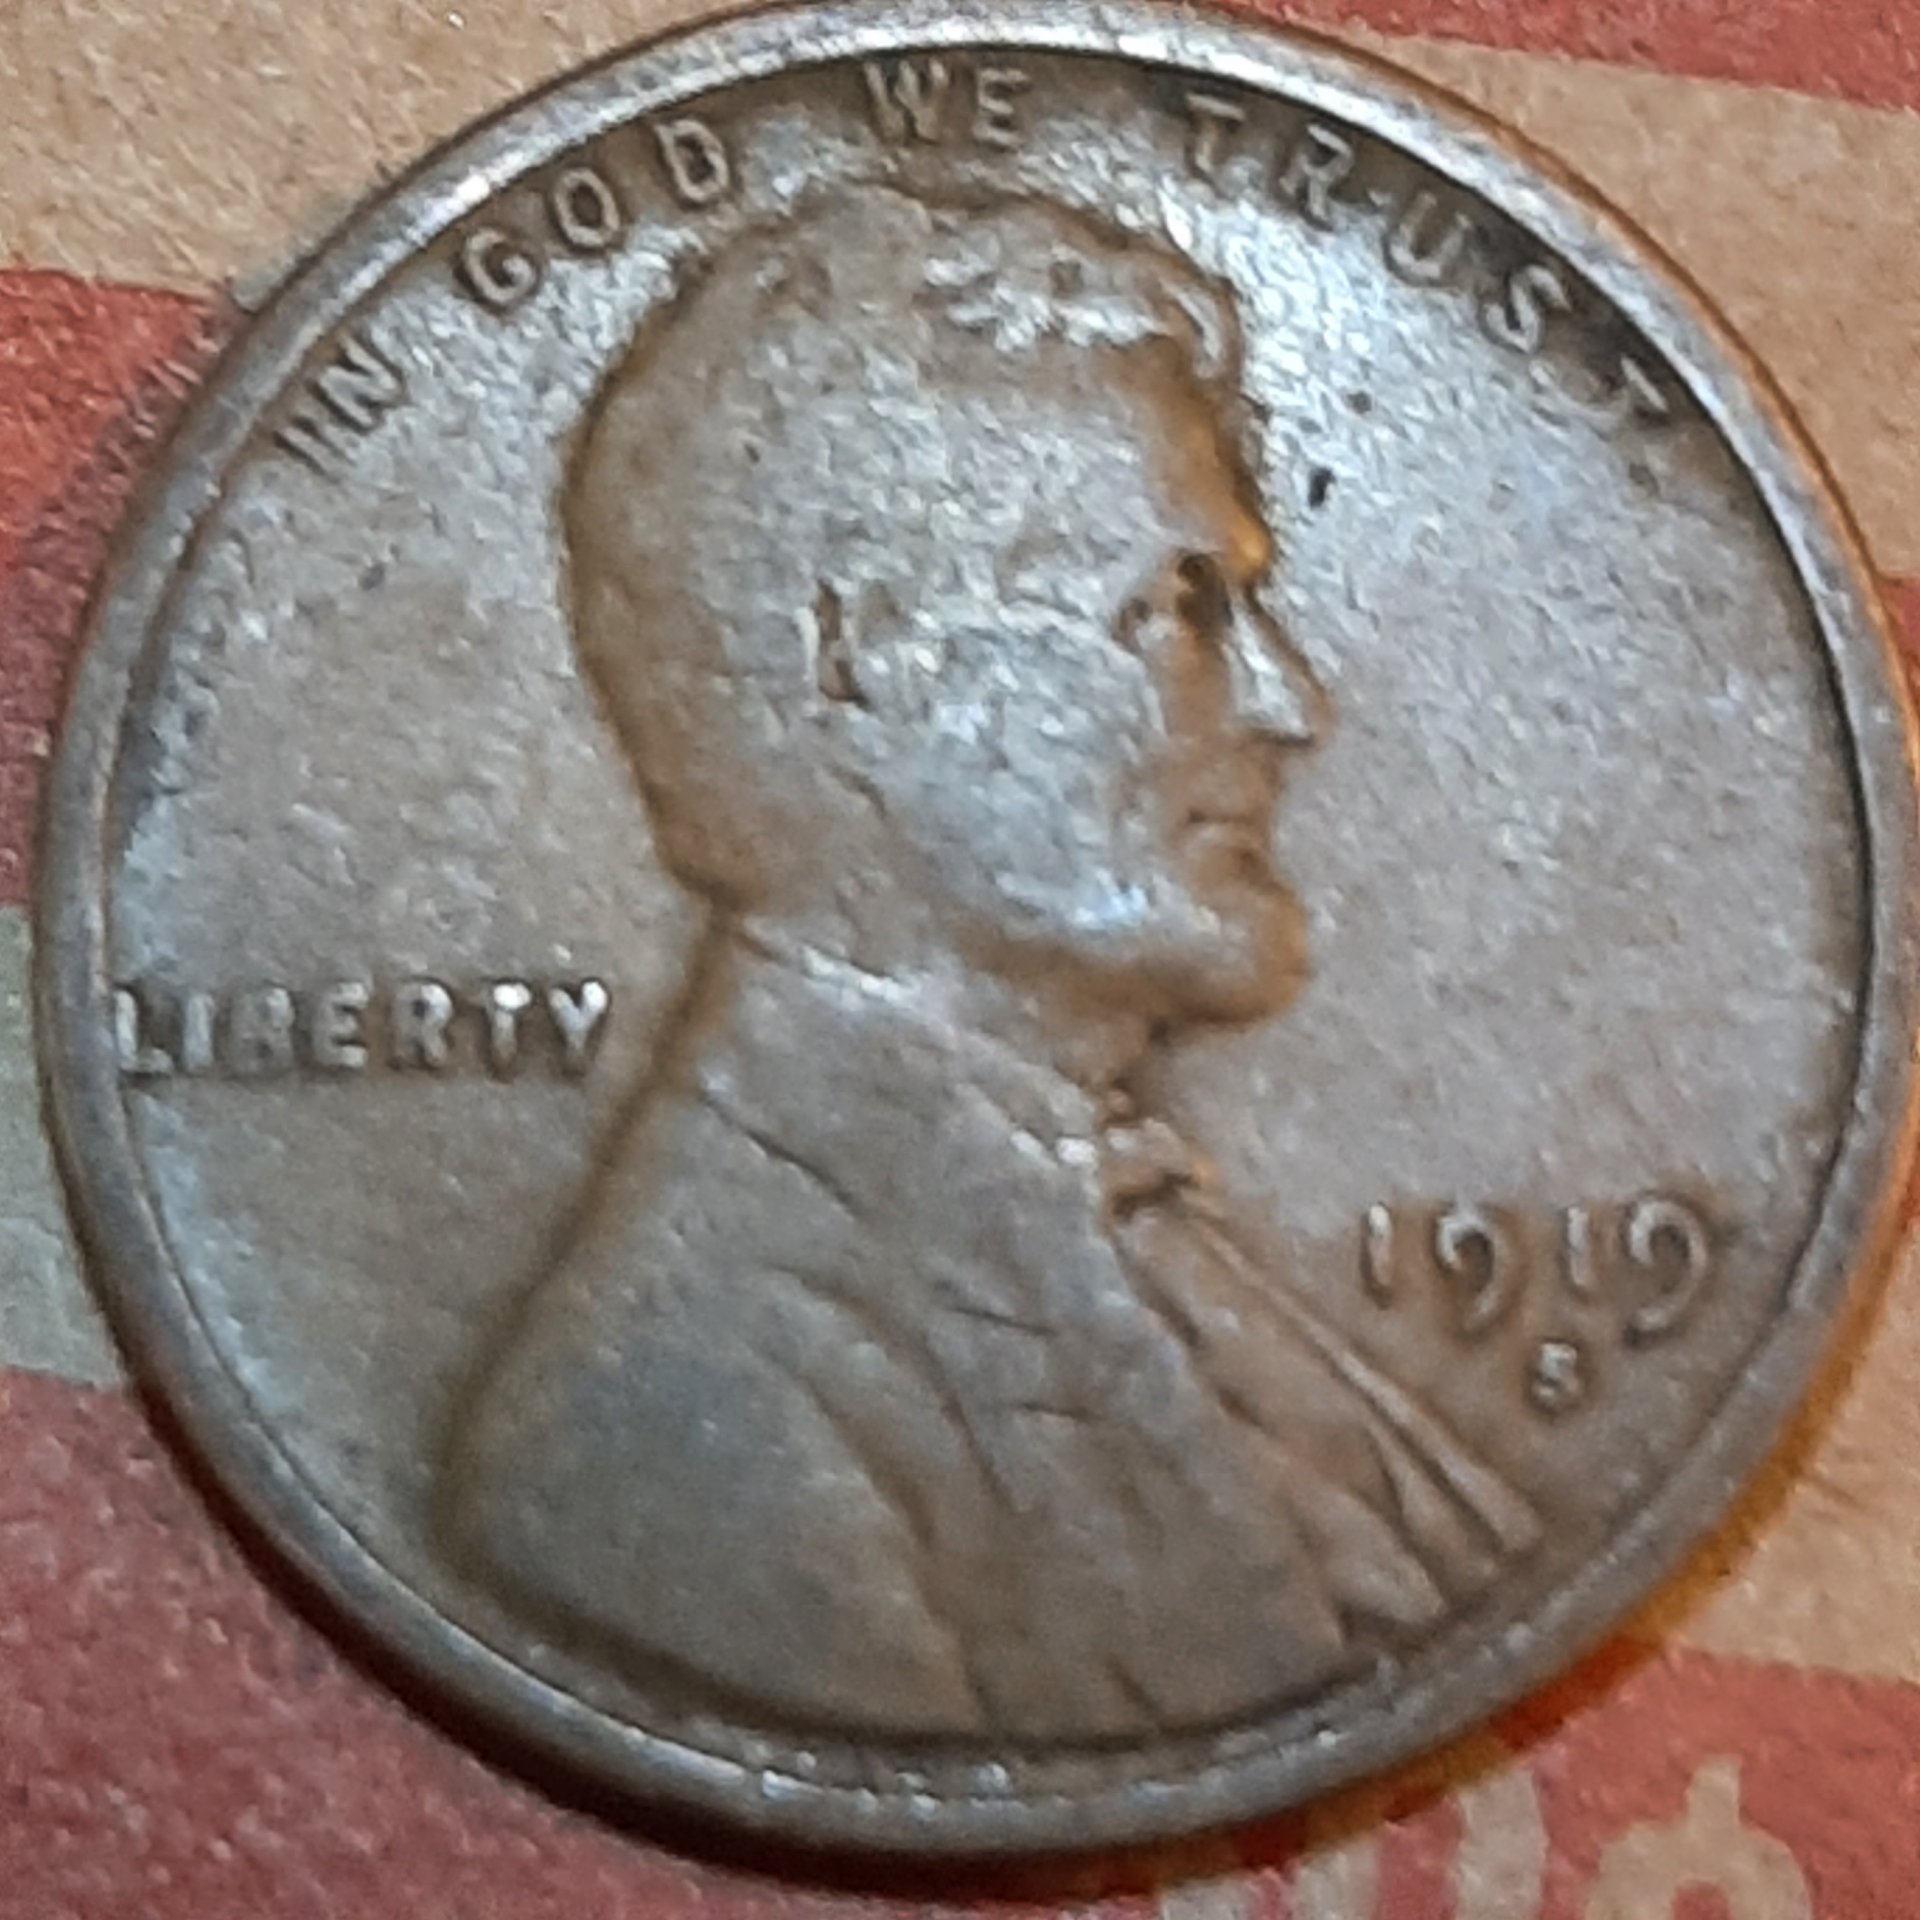 IN GOD WE TRUST
LIBERTY
1919
S